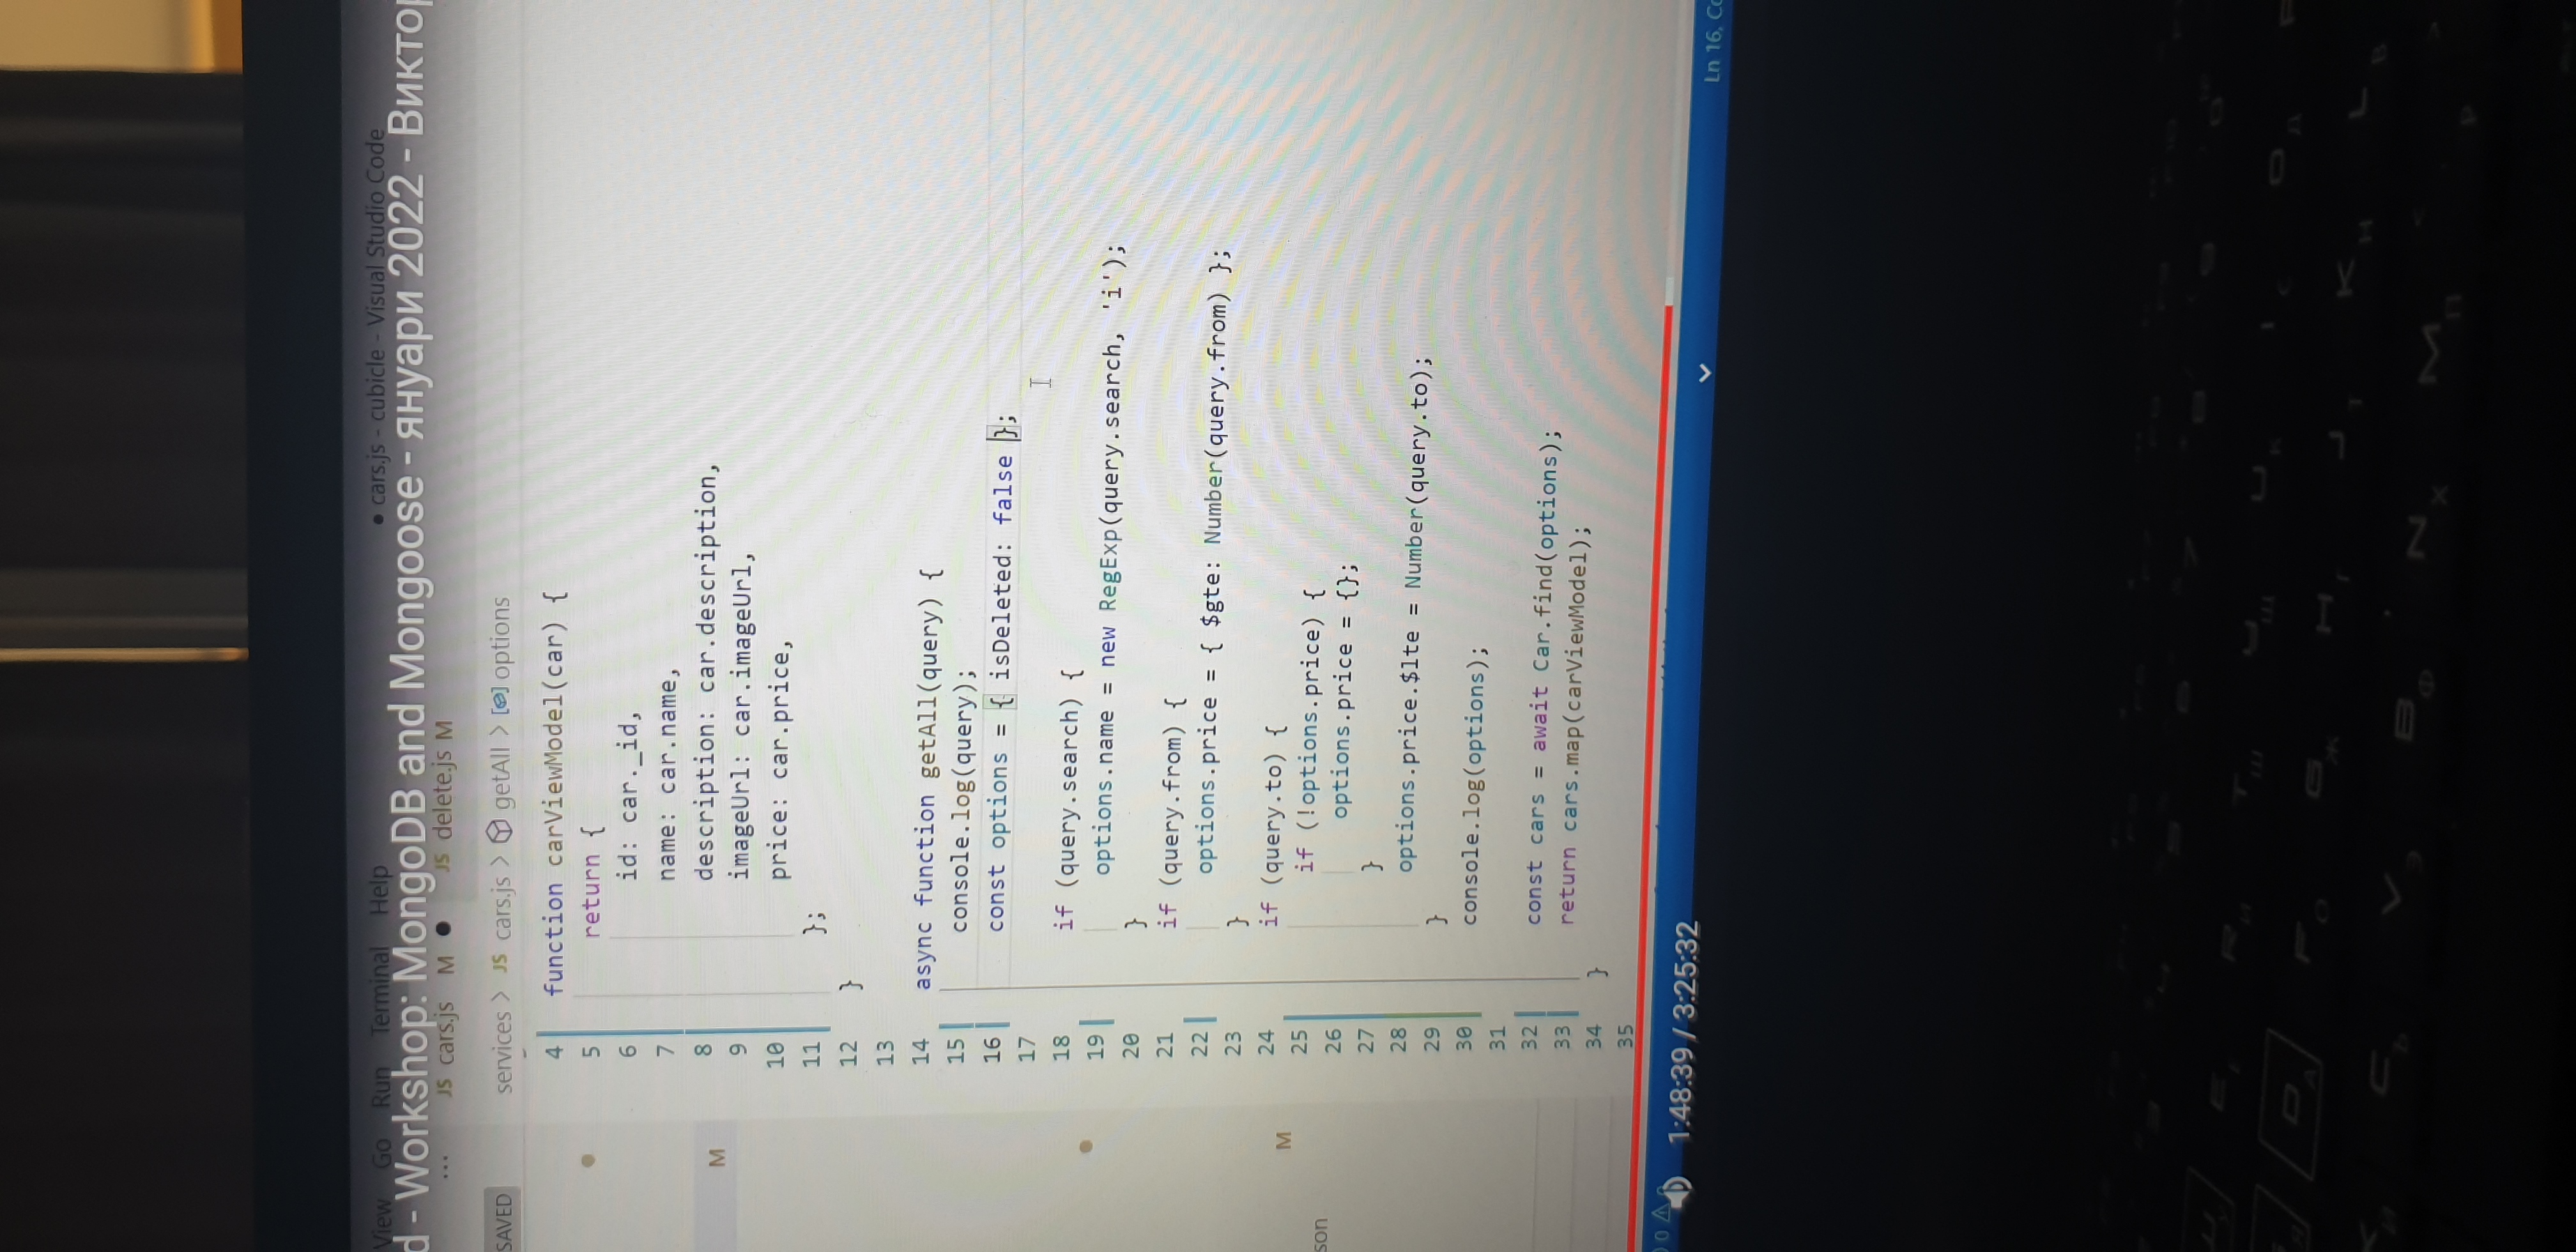 View Go Run Terminal Help
● cars.js - cubicle - Visual Studio Code
d - Workshop: MongoDB and Mongoose - януари 2022 - Виктор
... JS cars.js M ● JS delete.js M
SAVED
services > JS cars.js > getAll > options
4 function carViewModel(car) {
5 return {
6 id: car._id,
7 name: car.name,
M
8 description: car.description,
9 imageUrl: car.imageUrl,
10 price: car.price,
11 };
12 }
13
14 async function getAll(query) {
15 console.log(query);
16 const options = { isDeleted: false };
17
18 if (query.search) {
19 options.name = new RegExp(query.search, 'i');
20 }
21 if (query.from) {
22 options.price = { $gte: Number(query.from) };
23 }
24 if (query.to) {
M
25 if (!options.price) {
son
26 options.price = {};
27 }
28 options.price.$lte = Number(query.to);
29 }
30 console.log(options);
31
32 const cars = await Car.find(options);
33 return cars.map(carViewModel);
34 }
35
0
1:48:39 / 3:25:32
Ln 16, Co
E R T U I O
D F G H J K L
C V B N M